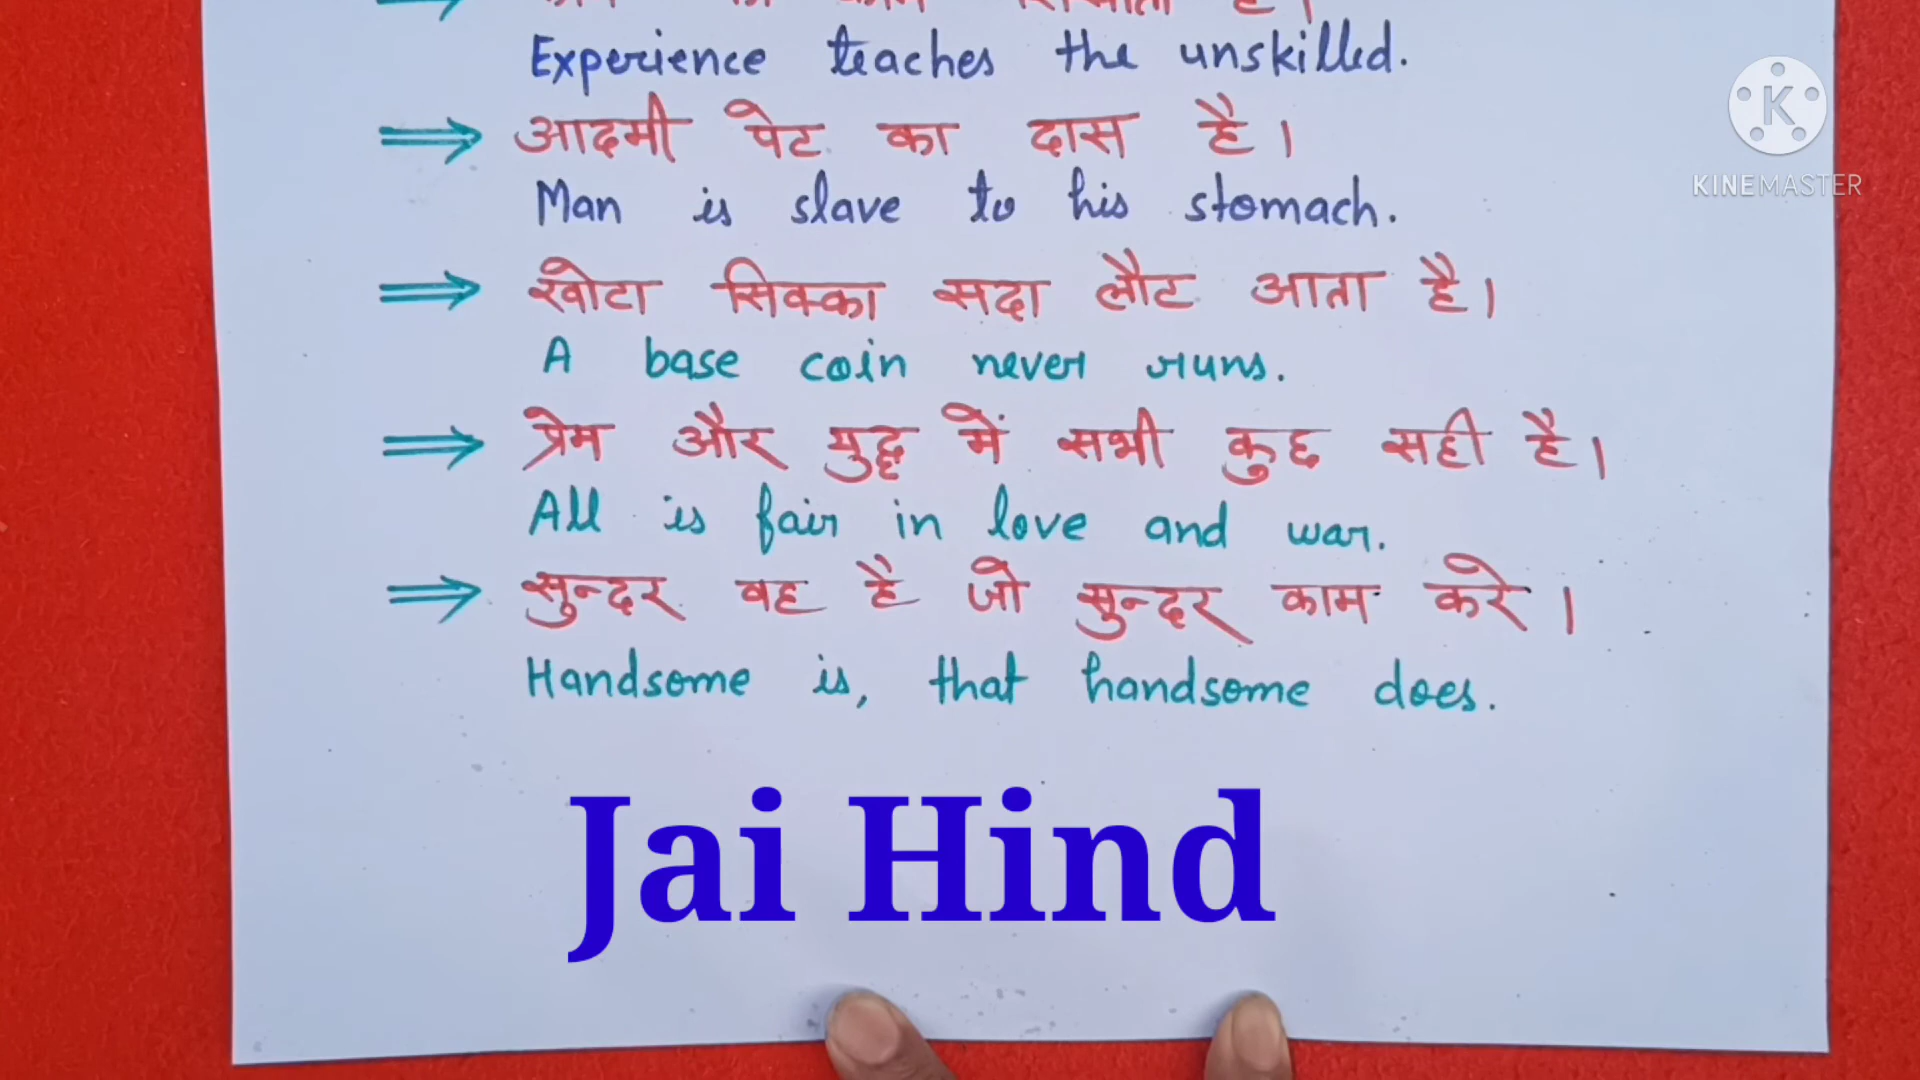 काम को काम सिखाता है।
Experience teaches the unskilled.
आदमी पेट का दास है।
Man is slave to his stomach.
खोटा सिक्का सदा लौट आता है।
A base coin never runs.
प्रेम और युद्ध में सभी कुछ सही है।
All is fair in love and war.
सुन्दर वह है जो सुन्दर काम करे।
Handsome is, that handsome does.
Jai Hind
K
KINEMASTER